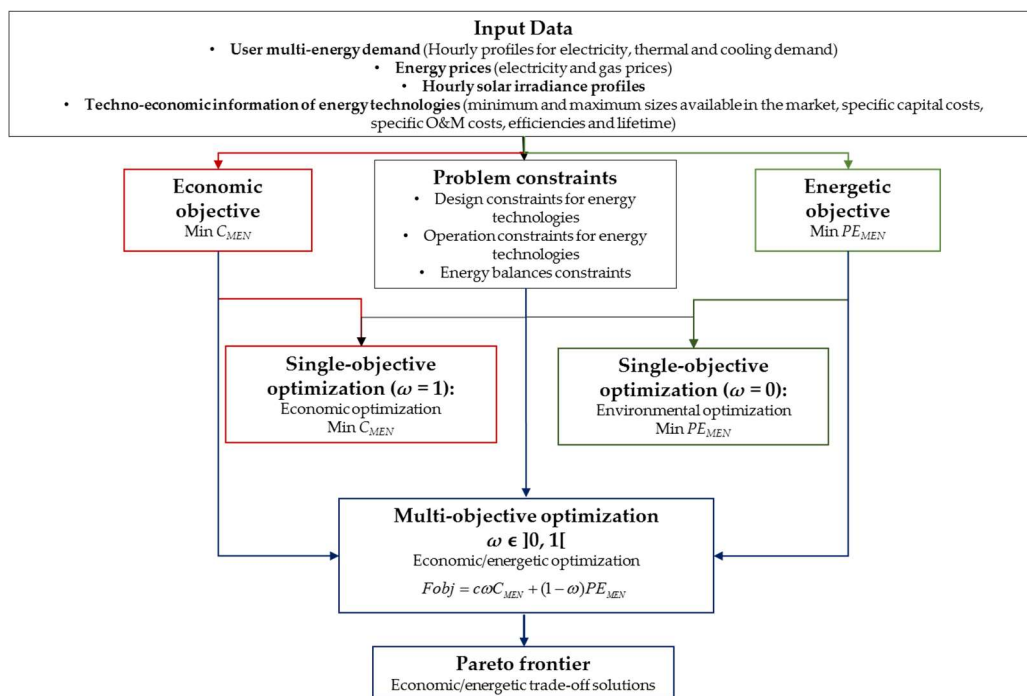 Input Data
• User multi-energy demand (Hourly profiles for electricity, thermal and cooling demand)
• Energy prices (electricity and gas prices)
• Hourly solar irradiance profiles
• Techno-economic information of energy technologies (minimum and maximum sizes available in the market, specific capital costs,
specific O&M costs, efficiencies and lifetime)
Economic
objective
Min C_MEN
Problem constraints
• Design constraints for energy
technologies
• Operation constraints for energy
technologies
• Energy balances constraints
Energetic
objective
Min PE_MEN
Single-objective
optimization (ω = 1):
Economic optimization
Min C_MEN
Single-objective
optimization (ω = 0):
Environmental optimization
Min PE_MEN
Multi-objective optimization
ω ϵ ]0, 1[
Economic/energetic optimization
Fobj = cωC_MEN + (1 − ω)PE_MEN
Pareto frontier
Economic/energetic trade-off solutions